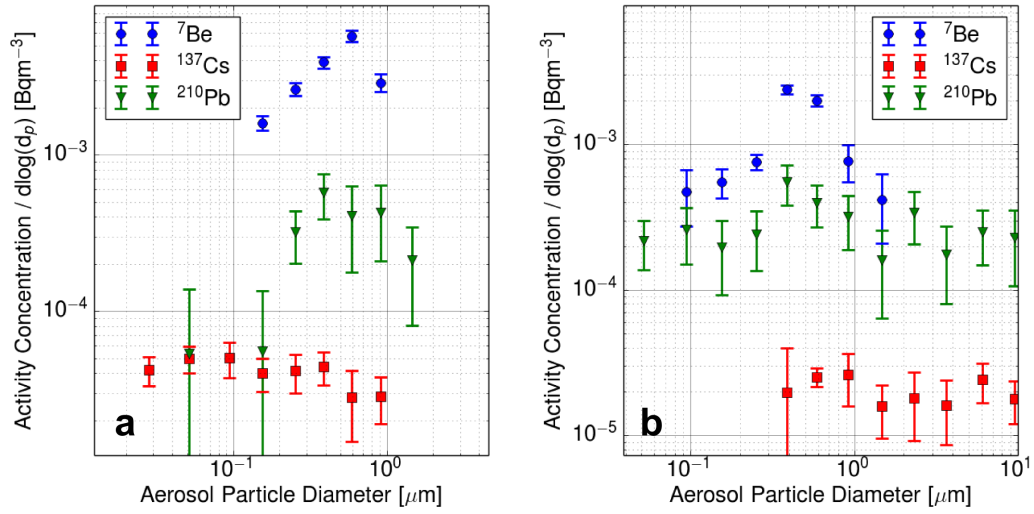 ⁷Be
¹³⁷Cs
²¹⁰Pb
Activity Concentration / dlog(dₚ) [Bqm⁻³]
10⁻³
10⁻⁴
a
10⁻¹ 10⁰
Aerosol Particle Diameter [μm]
⁷Be
¹³⁷Cs
²¹⁰Pb
Activity Concentration / dlog(dₚ) [Bqm⁻³]
10⁻³
10⁻⁴
10⁻⁵
b
10⁻¹ 10⁰ 10¹
Aerosol Particle Diameter [μm]